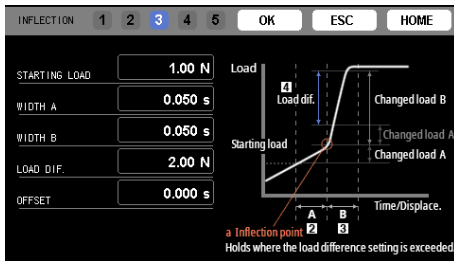 INFLECTION 1 2 3 4 5 OK ESC HOME
STARTING LOAD 1.00 N
WIDTH A 0.050 s
WIDTH B 0.050 s
LOAD DIF. 2.00 N
OFFSET 0.000 s
Load
4
Load dif.
Changed load B
Changed load A
Starting load
Changed load A
Time/Displace.
A B
2 3
a Inflection point
Holds where the load difference setting is exceeded